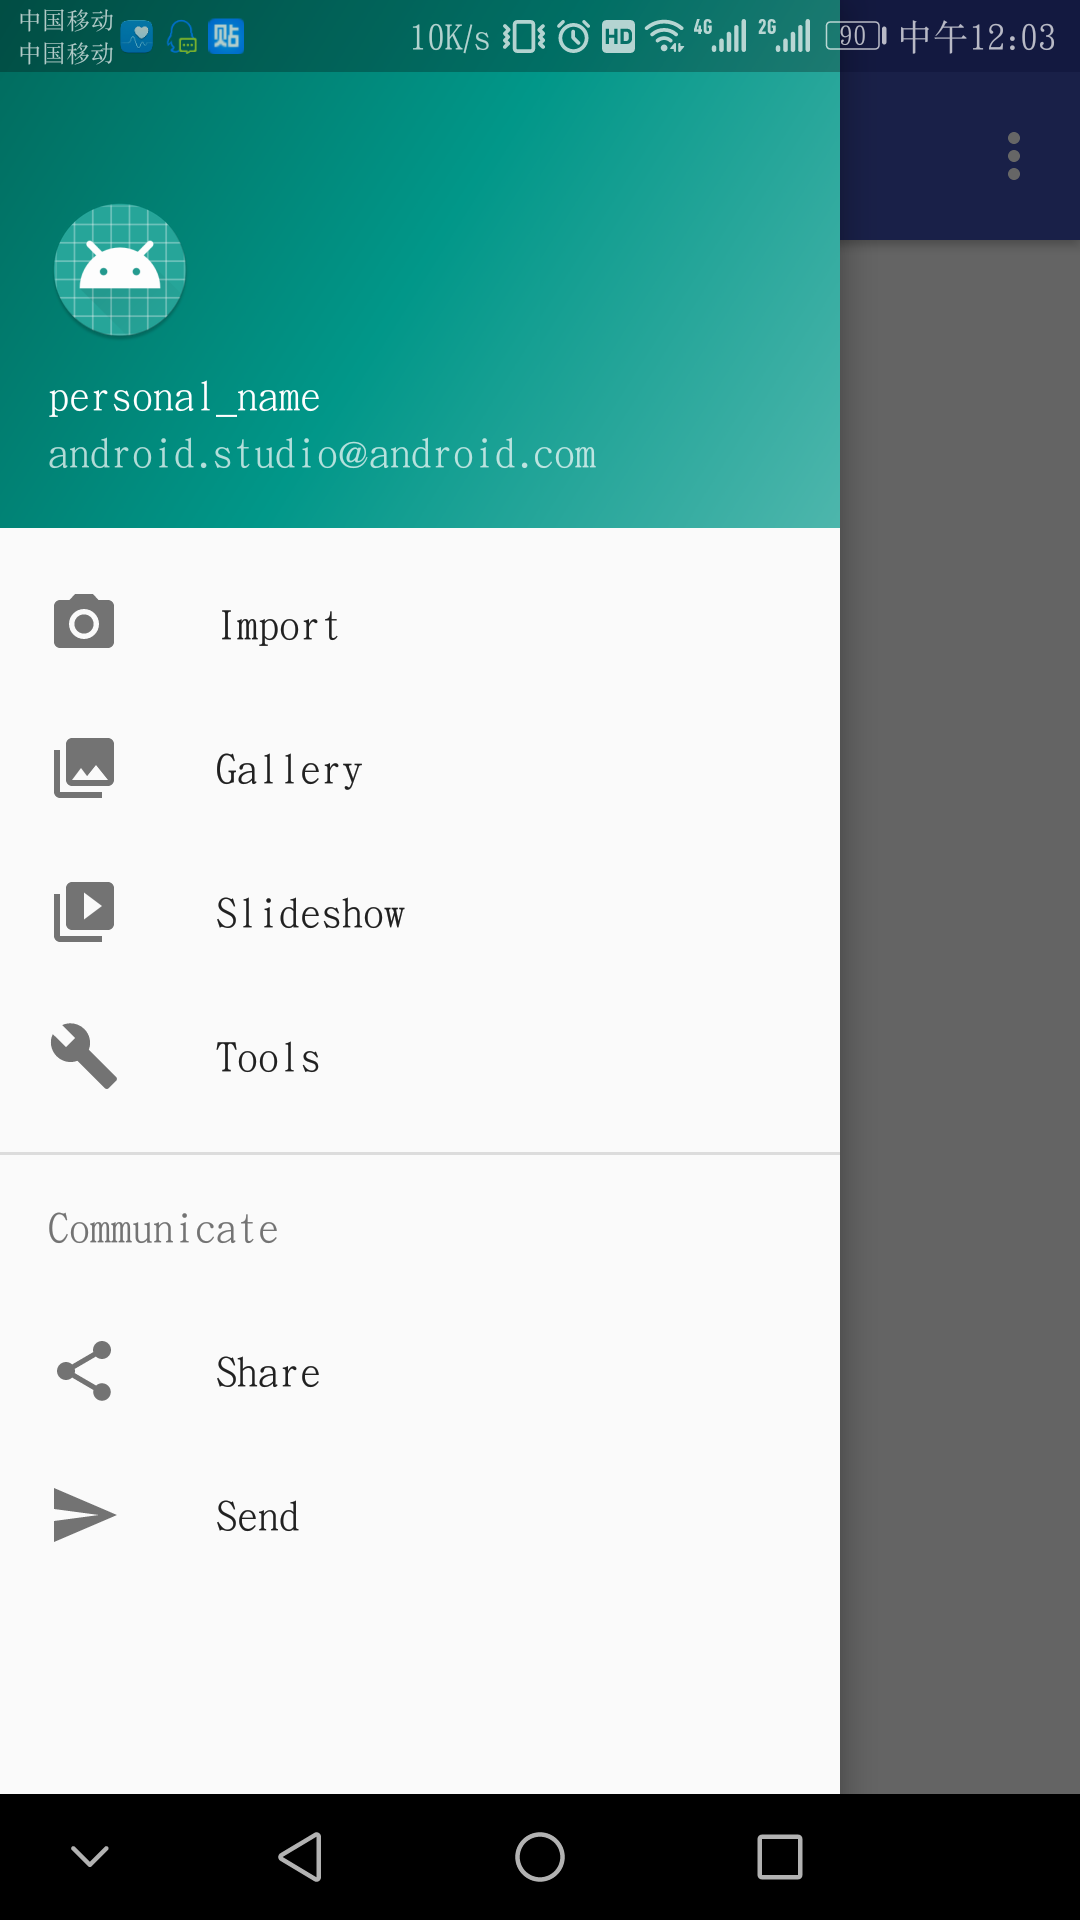 中国移动
中国移动
贴
10K/s
HD
4G
2G
90
中午12:03
personal_name
android.studio@android.com
Import
Gallery
Slideshow
Tools
Communicate
Share
Send